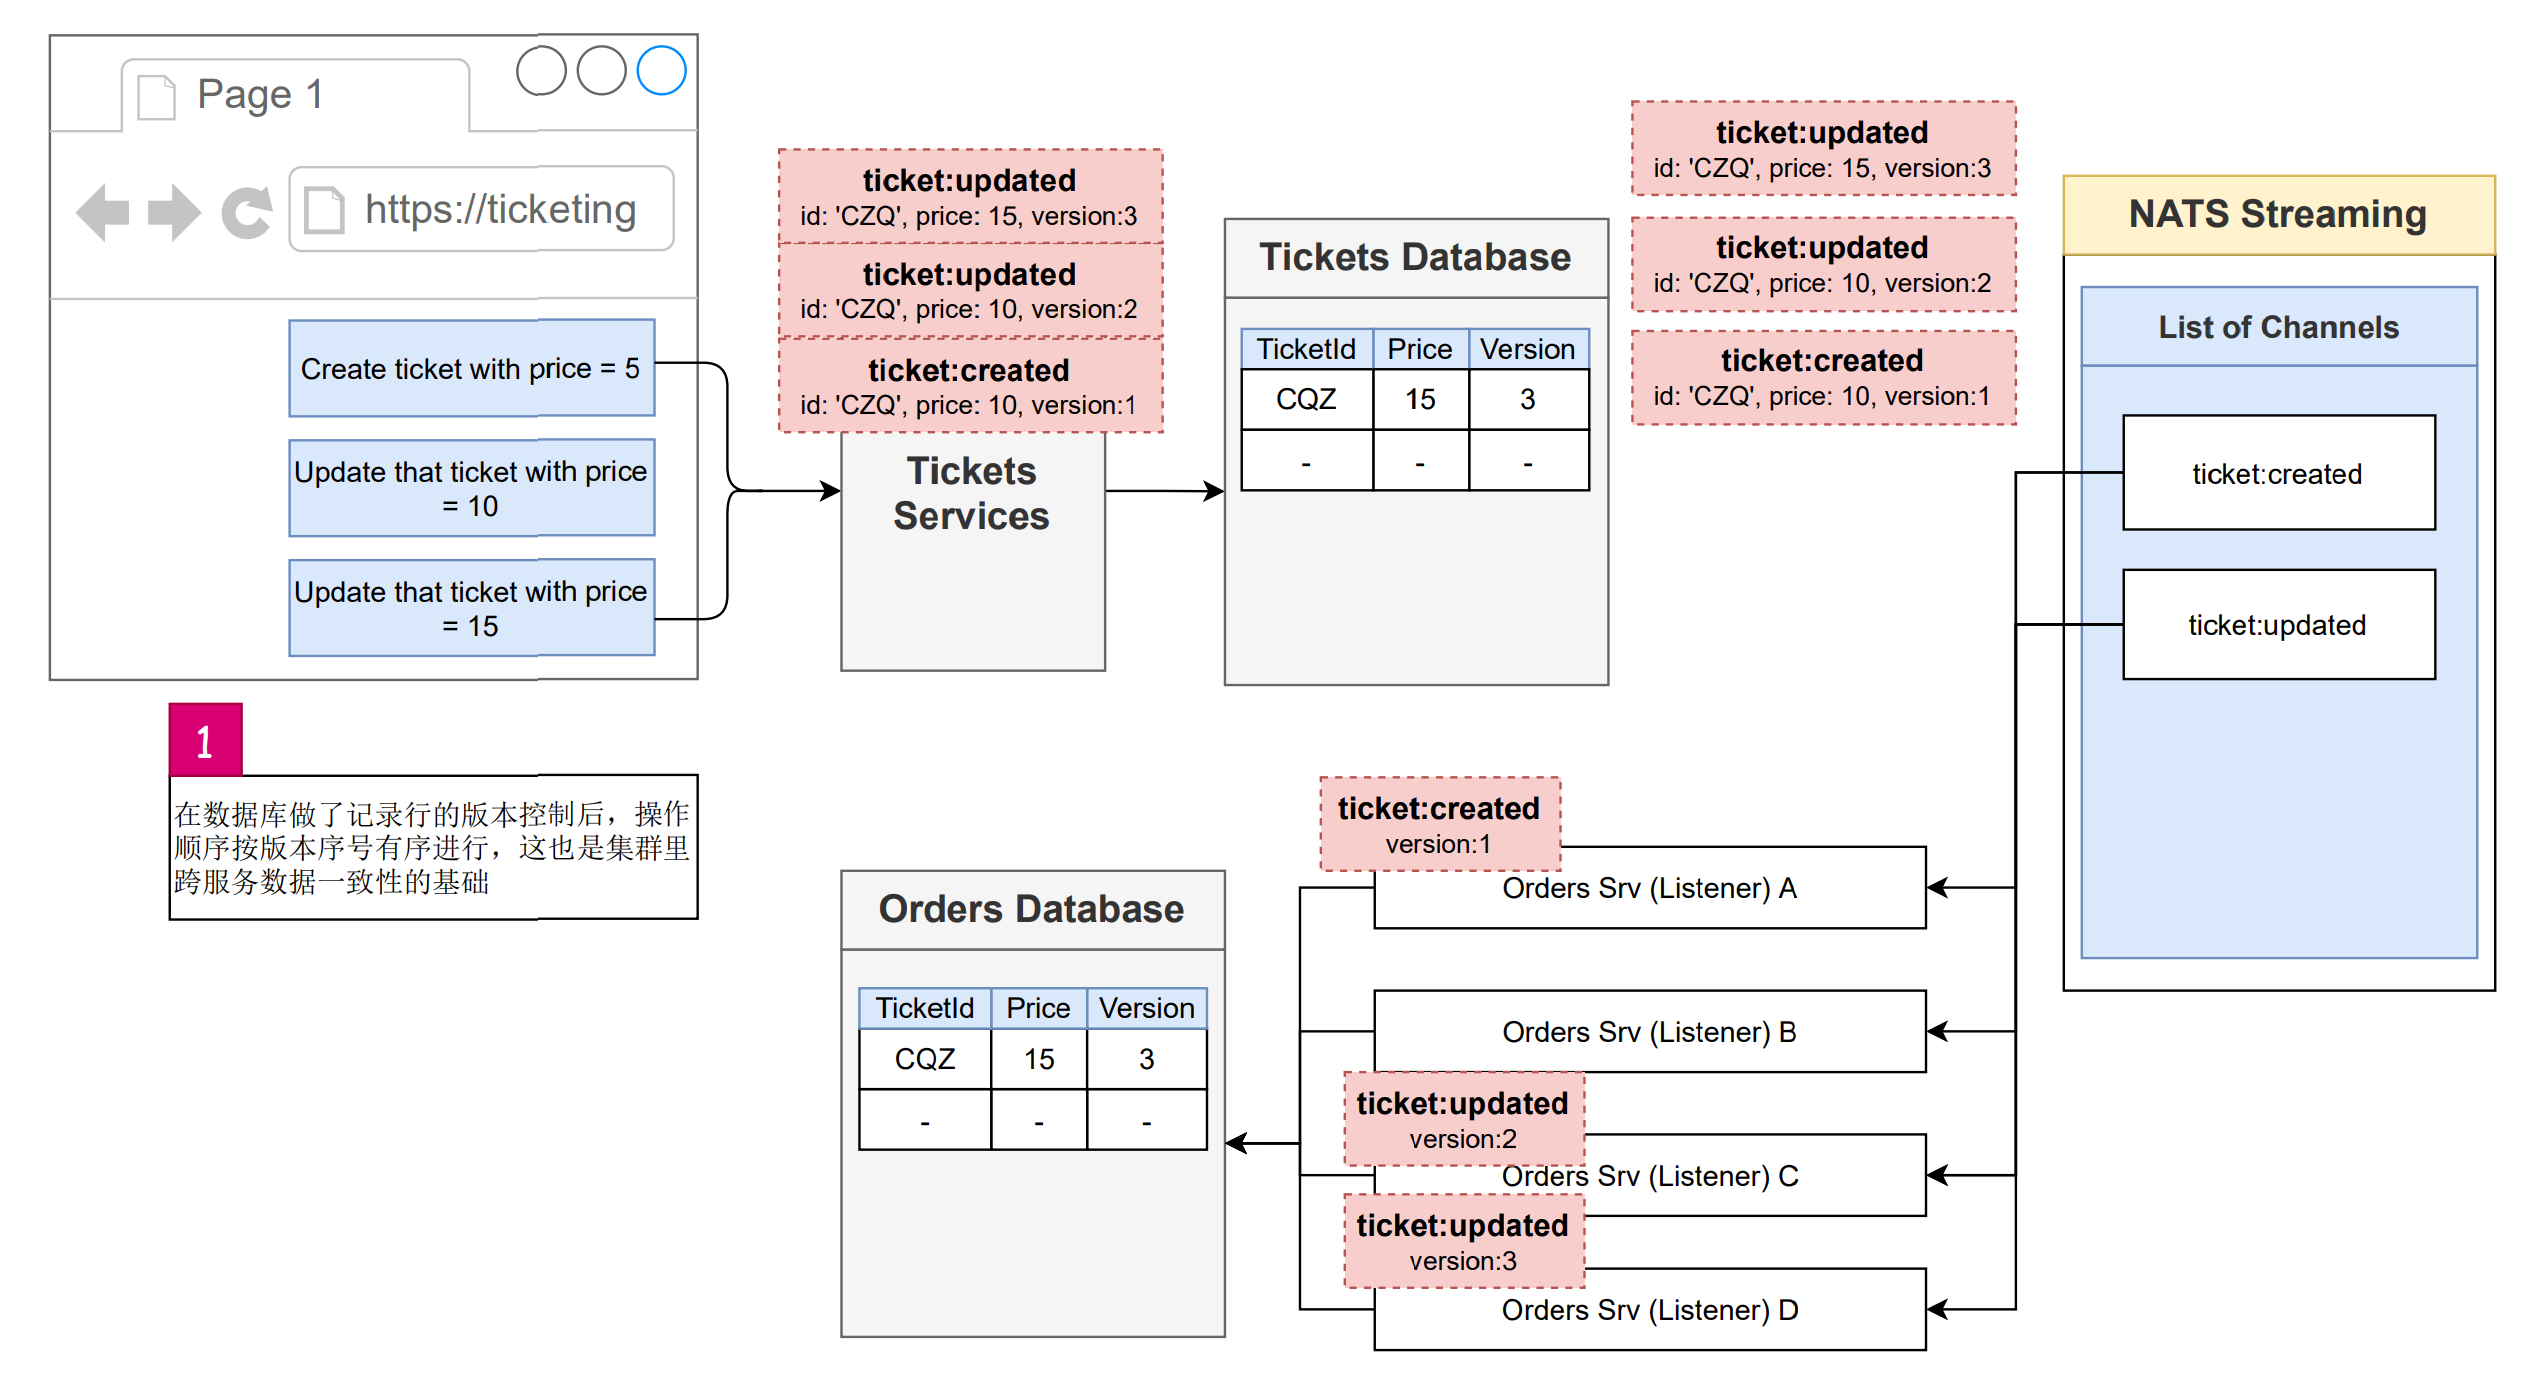 Page 1
https://ticketing
Create ticket with price = 5
Update that ticket with price
= 10
Update that ticket with price
= 15
1
在数据库做了记录行的版本控制后，操作
顺序按版本序号有序进行，这也是集群里
跨服务数据一致性的基础
ticket:updated
id: 'CZQ', price: 15, version:3
ticket:updated
id: 'CZQ', price: 10, version:2
ticket:created
id: 'CZQ', price: 10, version:1
Tickets
Services
Tickets Database
TicketId Price Version
CQZ 15 3
- - -
ticket:updated
id: 'CZQ', price: 15, version:3
ticket:updated
id: 'CZQ', price: 10, version:2
ticket:created
id: 'CZQ', price: 10, version:1
NATS Streaming
List of Channels
ticket:created
ticket:updated
Orders Database
TicketId Price Version
CQZ 15 3
- - -
ticket:created
version:1
Orders Srv (Listener) A
Orders Srv (Listener) B
ticket:updated
version:2
Orders Srv (Listener) C
ticket:updated
version:3
Orders Srv (Listener) D